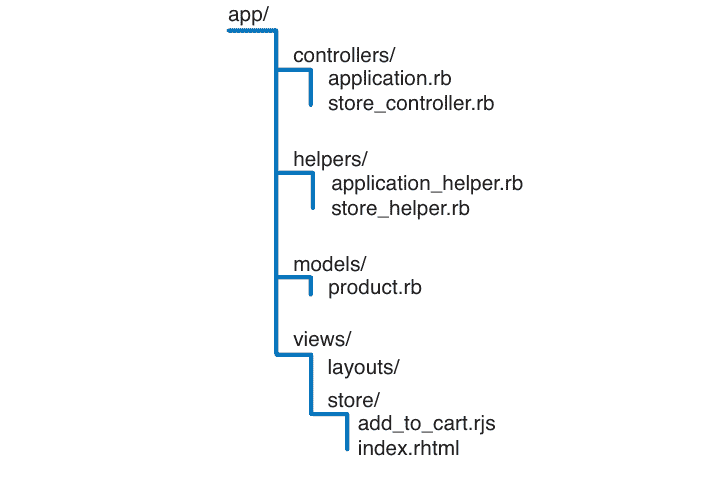 app/
controllers/
application.rb
store_controller.rb
helpers/
application_helper.rb
store_helper.rb
models/
product.rb
views/
layouts/
store/
add_to_cart.rjs
index.rhtml